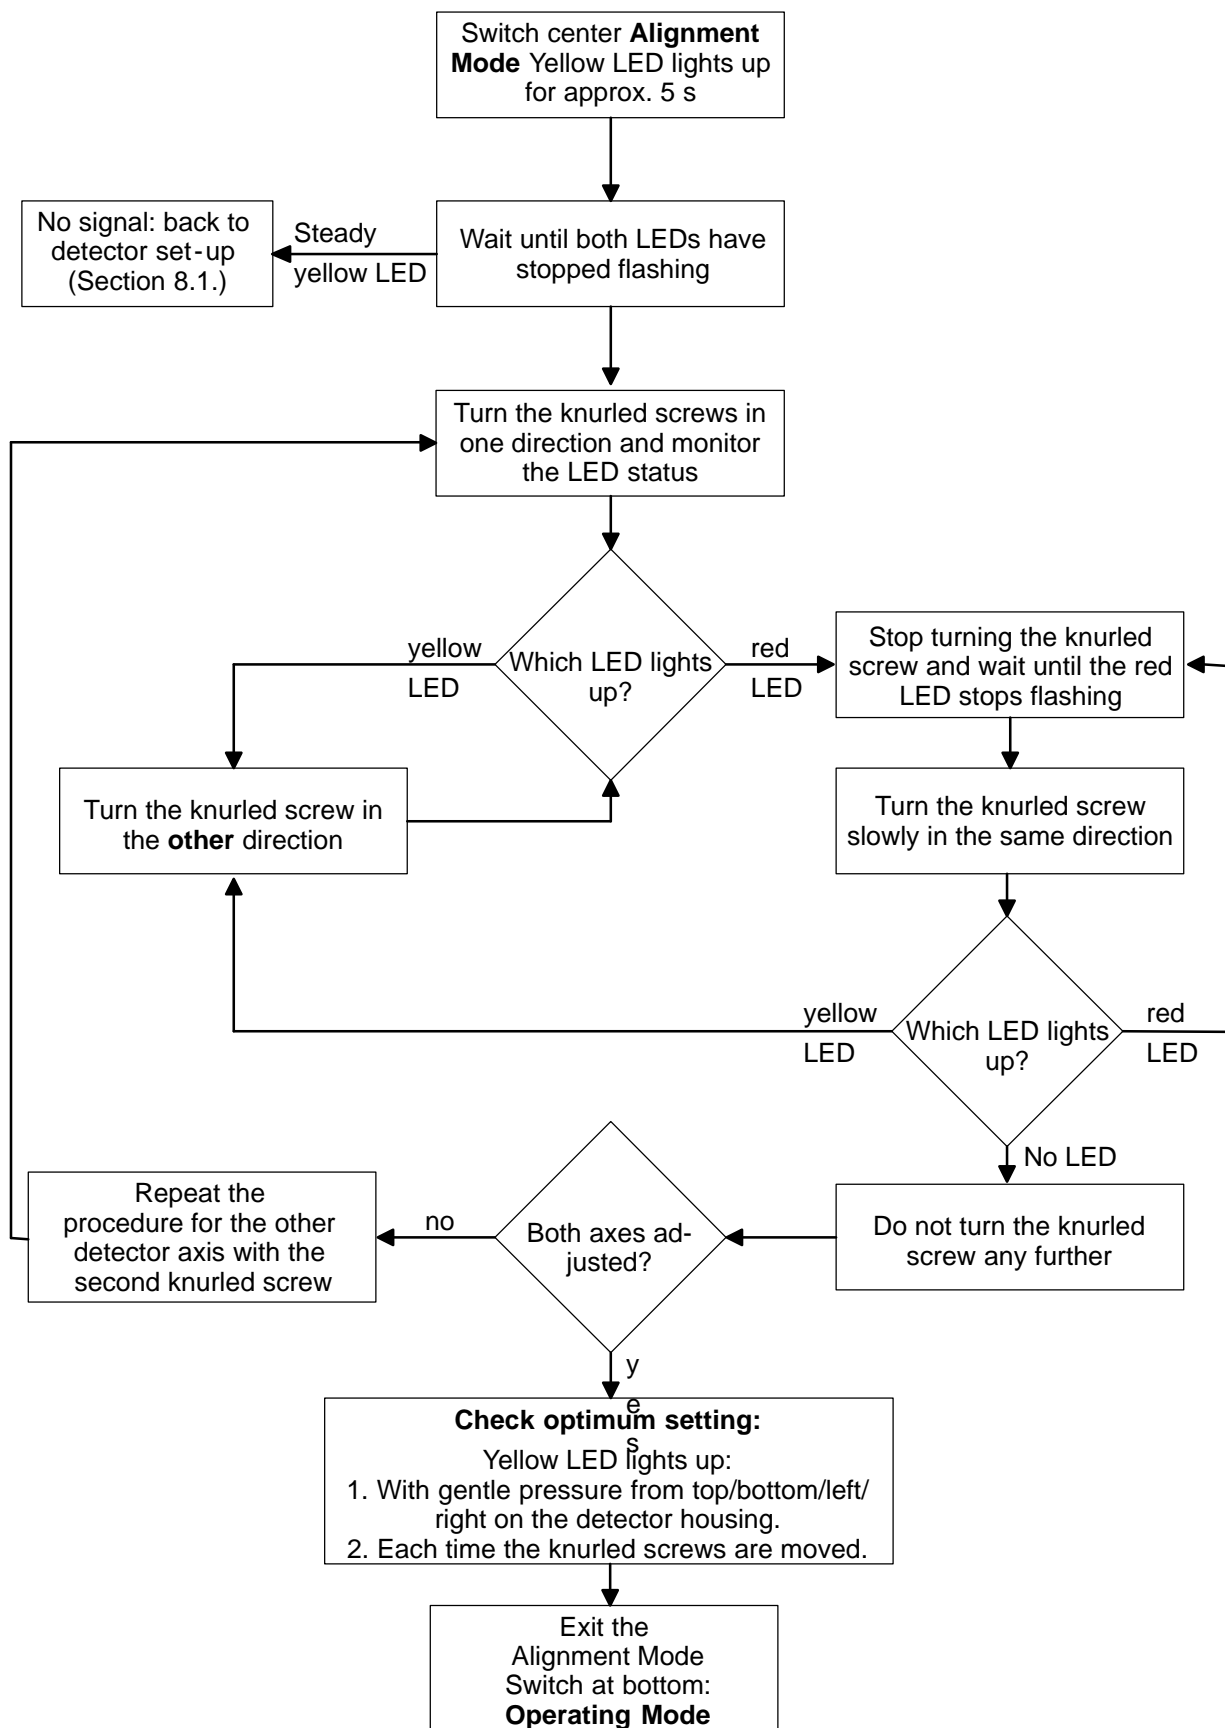 Switch center Alignment
Mode Yellow LED lights up
for approx. 5 s
No signal: back to
detector set-up
(Section 8.1.)
Steady
yellow LED
Wait until both LEDs have
stopped flashing
Turn the knurled screws in
one direction and monitor
the LED status
yellow
LED
Which LED lights
up?
red
LED
Stop turning the knurled
screw and wait until the red
LED stops flashing
Turn the knurled screw in
the other direction
Turn the knurled screw
slowly in the same direction
yellow
LED
Which LED lights
up?
red
LED
No LED
Repeat the
procedure for the other
detector axis with the
second knurled screw
no
Both axes ad-
justed?
Do not turn the knurled
screw any further
y
e
s
Check optimum setting:
Yellow LED lights up:
1. With gentle pressure from top/bottom/left/
right on the detector housing.
2. Each time the knurled screws are moved.
Exit the
Alignment Mode
Switch at bottom:
Operating Mode